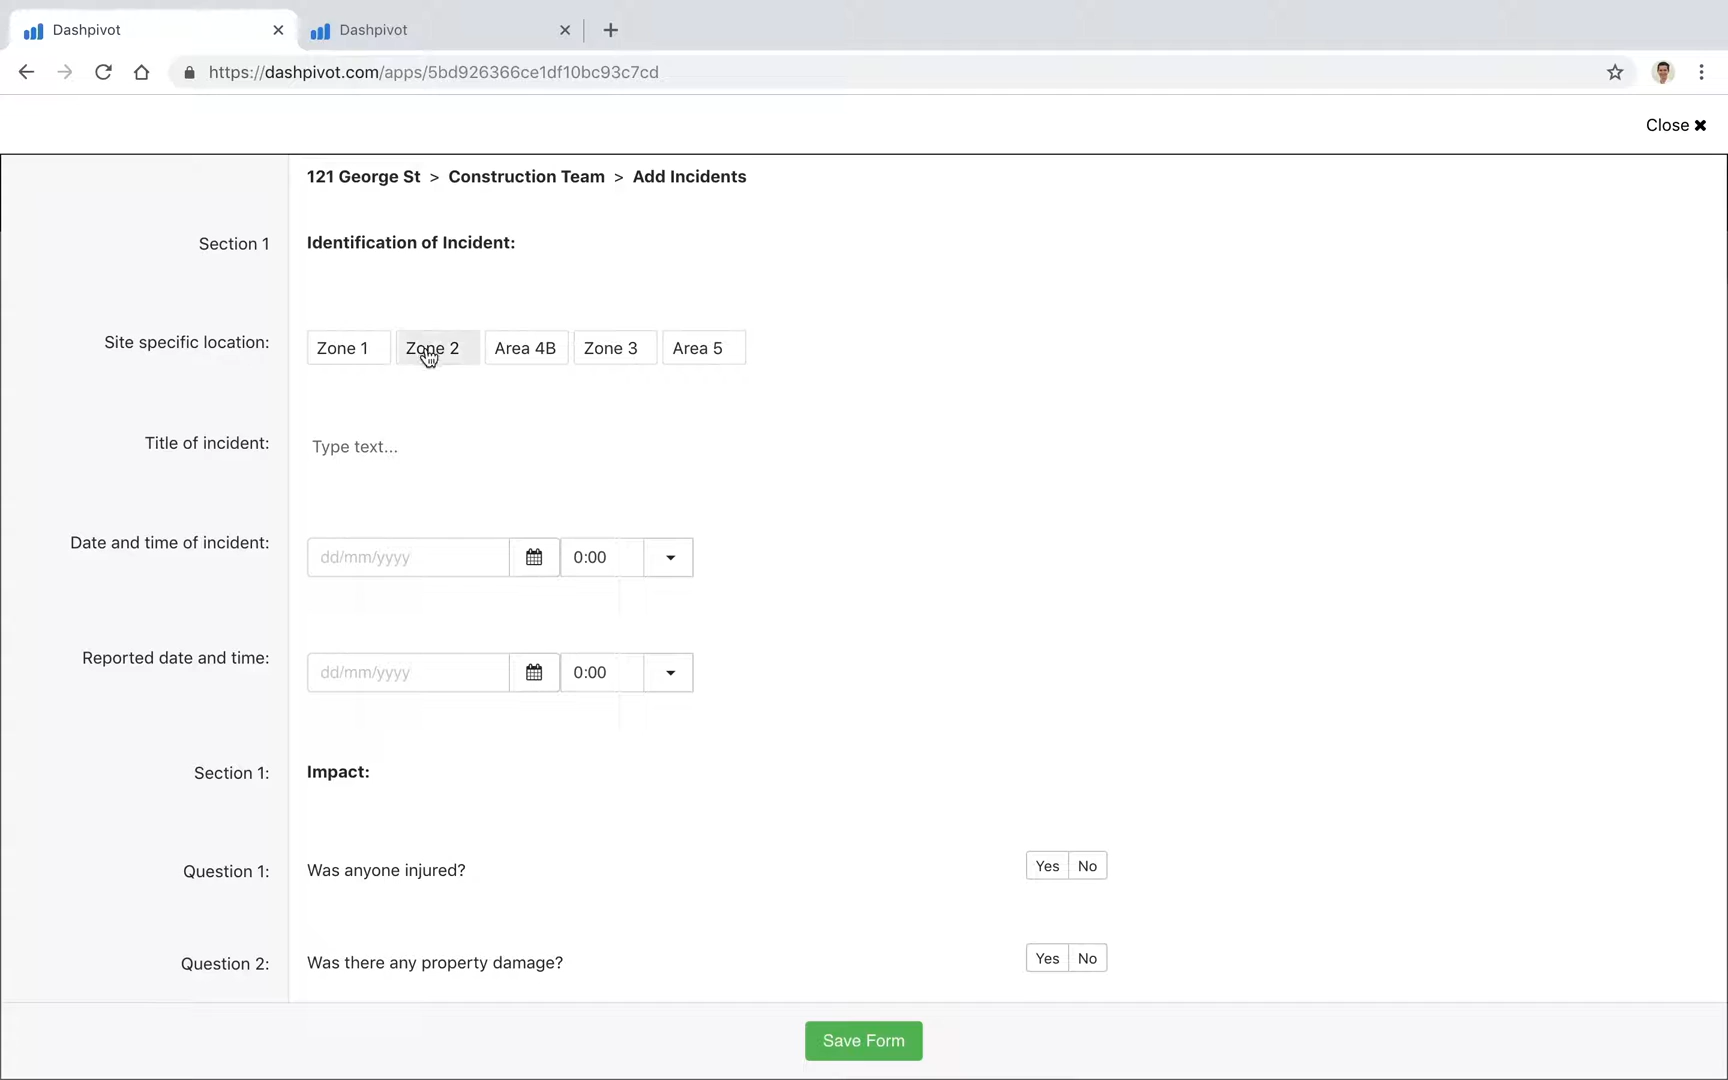 Dashpivot
Dashpivot
https://dashpivot.com/apps/5bd926366ce1df10bc93c7cd
Close ✖
121 George St > Construction Team > Add Incidents
Section 1
Identification of Incident:
Site specific location:
Zone 1 Zone 2 Area 4B Zone 3 Area 5
Title of incident:
Type text...
Date and time of incident:
dd/mm/yyyy 0:00
Reported date and time:
dd/mm/yyyy 0:00
Section 1:
Impact:
Question 1:
Was anyone injured?
Yes No
Question 2:
Was there any property damage?
Yes No
Save Form